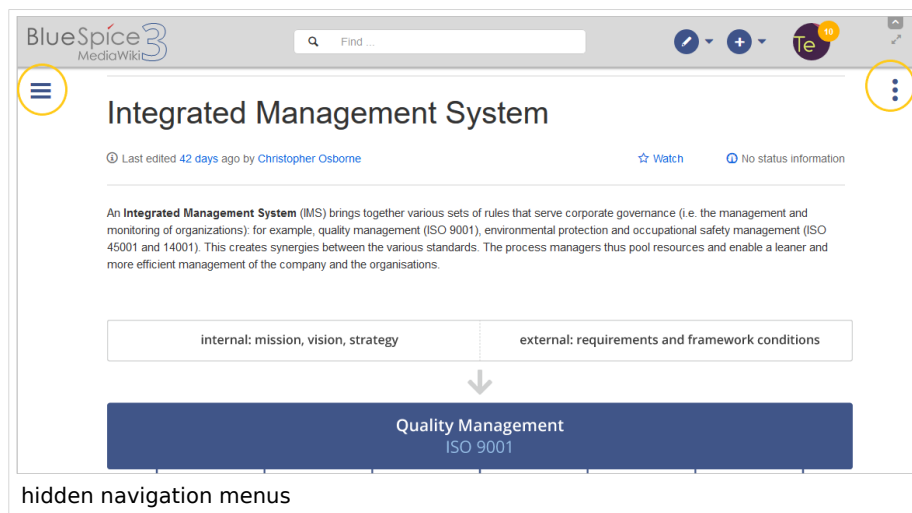 BlueSpice 3
MediaWiki
Find ...
Te
10
Integrated Management System
Last edited 42 days ago by Christopher Osborne
Watch
No status information
An Integrated Management System (IMS) brings together various sets of rules that serve corporate governance (i.e. the management and
monitoring of organizations): for example, quality management (ISO 9001), environmental protection and occupational safety management (ISO
45001 and 14001). This creates synergies between the various standards. The process managers thus pool resources and enable a leaner and
more efficient management of the company and the organisations.
internal: mission, vision, strategy
external: requirements and framework conditions
Quality Management
ISO 9001
hidden navigation menus